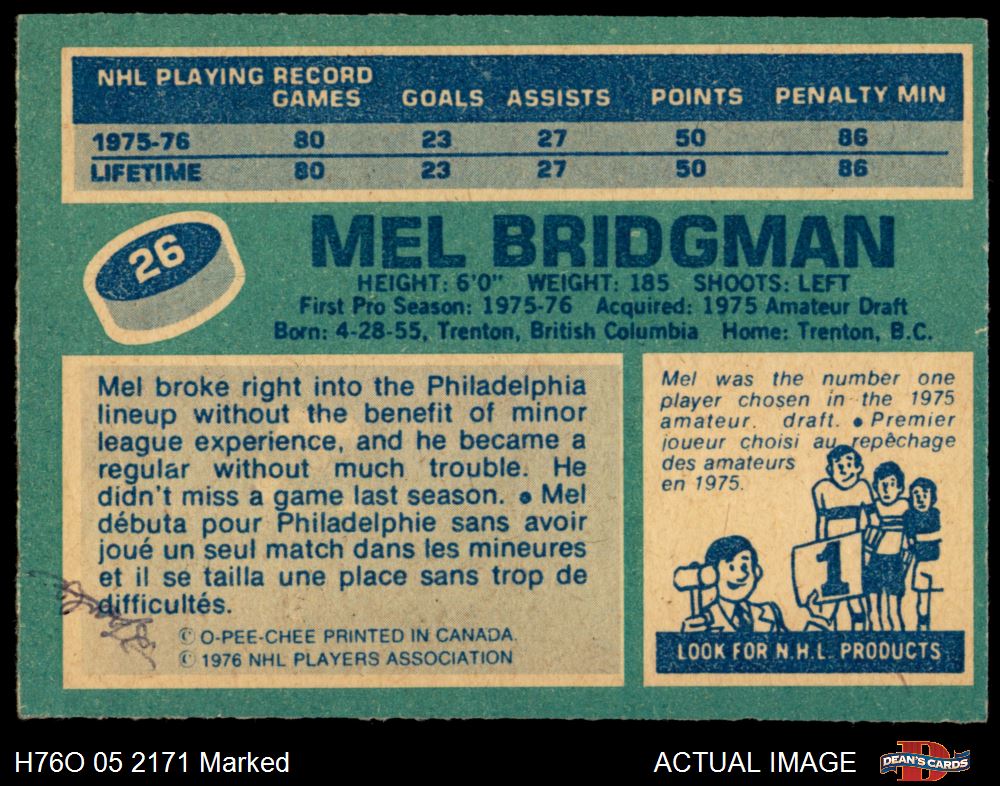 NHL PLAYING RECORD
GAMES GOALS ASSISTS POINTS PENALTY MIN
1975-76 80 23 27 50 86
LIFETIME 80 23 27 50 86
26
MEL BRIDGMAN
HEIGHT: 6'0" WEIGHT: 185 SHOOTS: LEFT
First Pro Season: 1975-76 Acquired: 1975 Amateur Draft
Born: 4-28-55, Trenton, British Columbia Home: Trenton, B.C.
Mel broke right into the Philadelphia
lineup without the benefit of minor
league experience, and he became a
regular without much trouble. He
didn't miss a game last season. ● Mel
débuta pour Philadelphie sans avoir
joué un seul match dans les mineures
et il se tailla une place sans trop de
difficultés.
© O-PEE-CHEE PRINTED IN CANADA.
© 1976 NHL PLAYERS ASSOCIATION
Mel was the number one
player chosen in the 1975
amateur. draft. ● Premier
joueur choisi au repêchage
des amateurs
en 1975.
1
LOOK FOR N.H.L. PRODUCTS
H76O 05 2171 Marked
ACTUAL IMAGE
DEAN'S CARDS